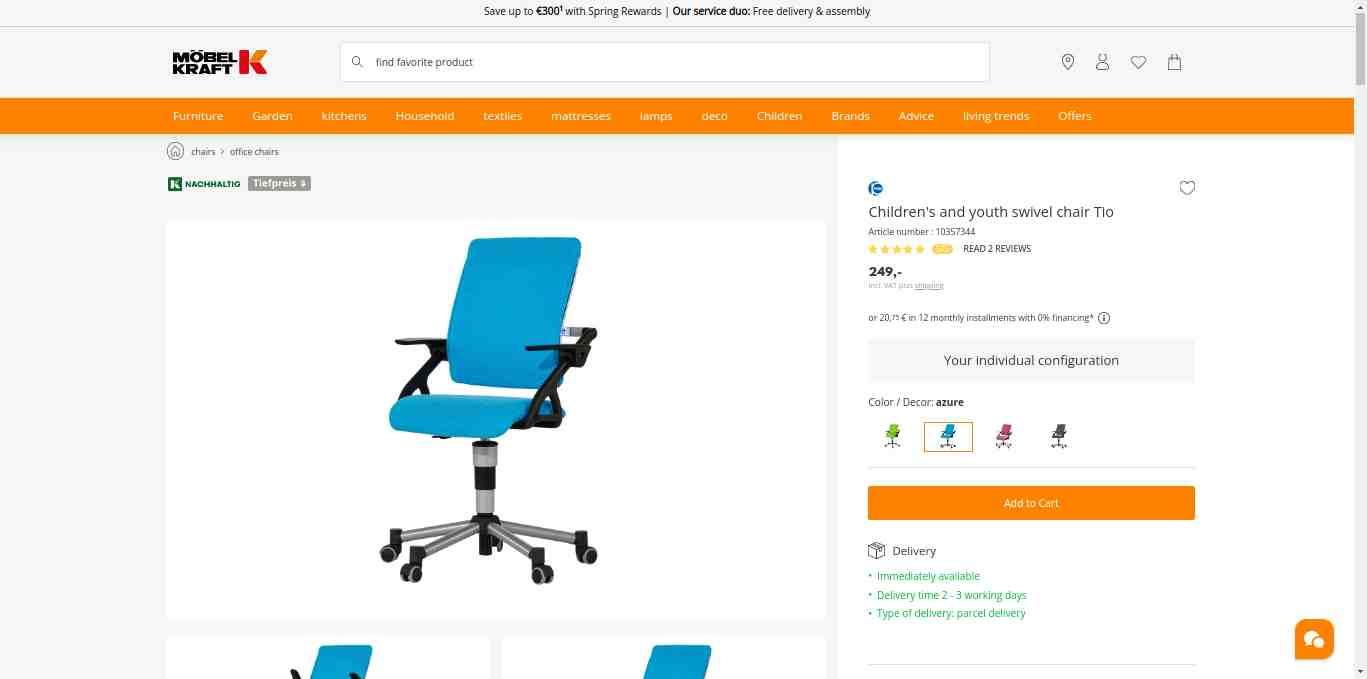 Save up to €300¹ with Spring Rewards | Our service duo: Free delivery & assembly
MÖBEL
KRAFT
find favorite product
Furniture Garden kitchens Household textiles mattresses lamps deco Children Brands Advice living trends Offers
chairs > office chairs
NACHHALTIG Tiefpreis
Children's and youth swivel chair Tio
Article number : 10357344
READ 2 REVIEWS
249,-
incl. VAT plus shipping
or 20,75 € in 12 monthly installments with 0% financing*
Your individual configuration
Color / Decor: azure
Add to Cart
Delivery
• Immediately available
• Delivery time 2 - 3 working days
• Type of delivery: parcel delivery